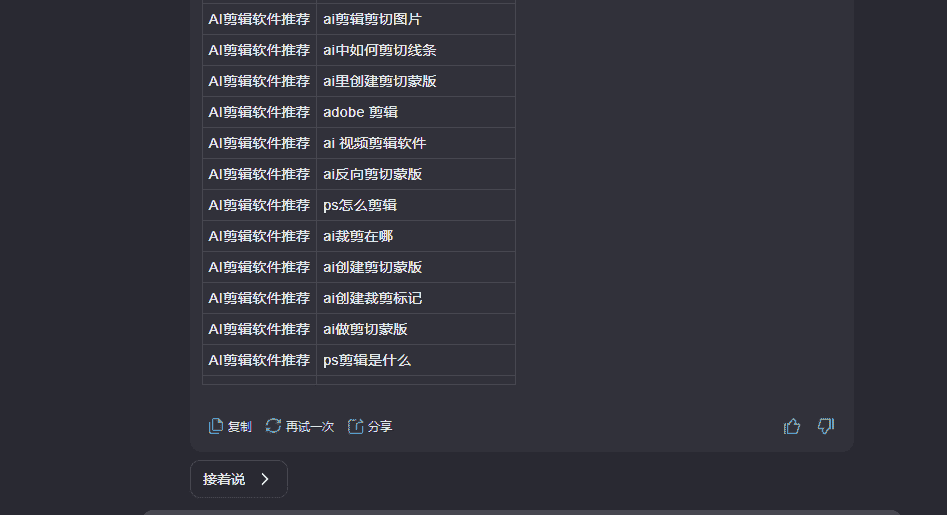 AI剪辑软件推荐 ai剪辑剪切图片
AI剪辑软件推荐 ai中如何剪切线条
AI剪辑软件推荐 ai里创建剪切蒙版
AI剪辑软件推荐 adobe 剪辑
AI剪辑软件推荐 ai 视频剪辑软件
AI剪辑软件推荐 ai反向剪切蒙版
AI剪辑软件推荐 ps怎么剪辑
AI剪辑软件推荐 ai裁剪在哪
AI剪辑软件推荐 ai创建剪切蒙版
AI剪辑软件推荐 ai创建裁剪标记
AI剪辑软件推荐 ai做剪切蒙版
AI剪辑软件推荐 ps剪辑是什么
复制 再试一次 分享
接着说